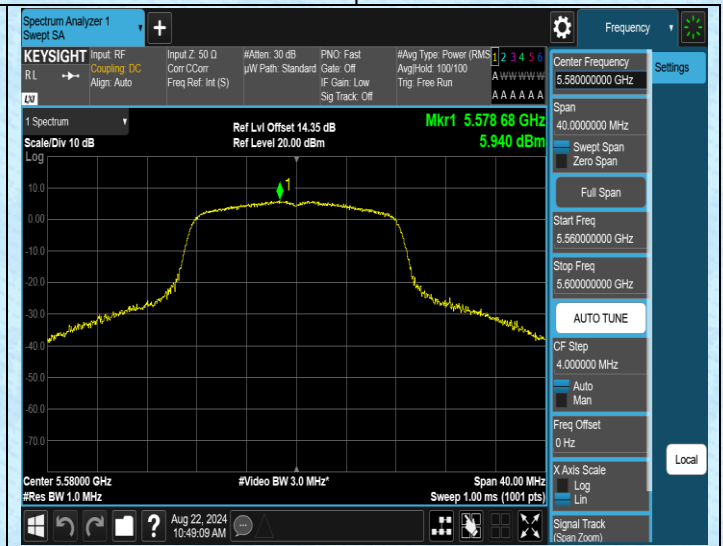 Spectrum Analyzer 1
Swept SA
Frequency
KEYSIGHT
RL
LXI
Input: RF
Coupling: DC
Align: Auto
Input Z: 50 Ω
Corr CCorr
Freq Ref: Int (S)
#Atten: 30 dB
µW Path: Standard
PNO: Fast
Gate: Off
IF Gain: Low
Sig Track: Off
#Avg Type: Power (RMS
Avg|Hold: 100/100
Trig: Free Run
1 2 3 4 5 6
A W W W W W
A A A A A A
1 Spectrum
Scale/Div 10 dB
Log
Ref Lvl Offset 14.35 dB
Ref Level 20.00 dBm
Mkr1 5.578 68 GHz
5.940 dBm
1
10.0
0.00
-10.0
-20.0
-30.0
-40.0
-50.0
-60.0
-70.0
Center 5.58000 GHz
#Res BW 1.0 MHz
#Video BW 3.0 MHz*
Span 40.00 MHz
Sweep 1.00 ms (1001 pts)
Aug 22, 2024
10:49:09 AM
Center Frequency
5.580000000 GHz
Span
40.0000000 MHz
Swept Span
Zero Span
Full Span
Start Freq
5.560000000 GHz
Stop Freq
5.600000000 GHz
AUTO TUNE
CF Step
4.000000 MHz
Auto
Man
Freq Offset
0 Hz
X Axis Scale
Log
Lin
Signal Track
(Span Zoom)
Settings
Local